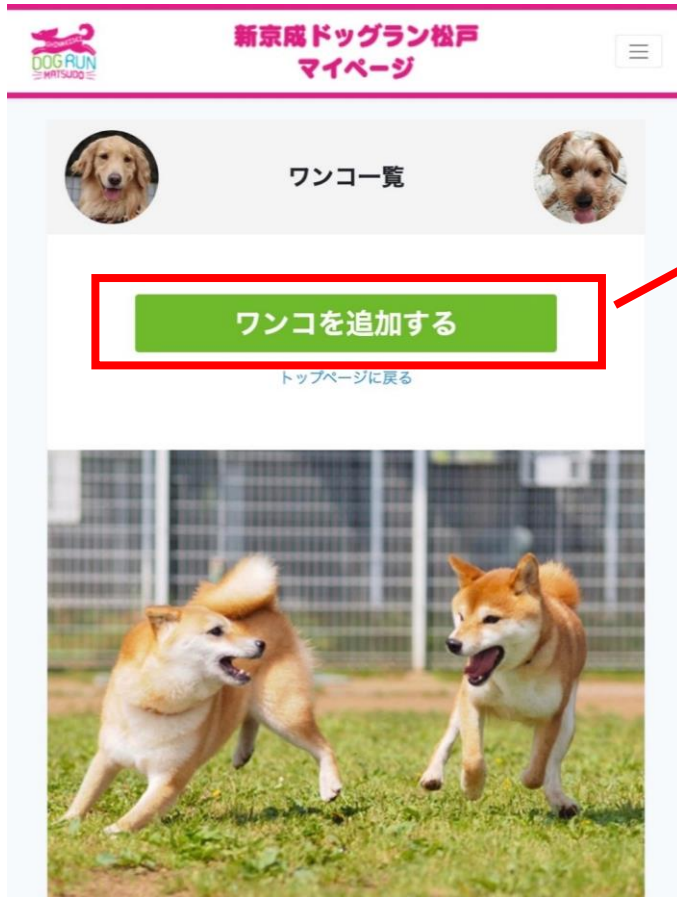 SHINKEISEI
DOG RUN
MATSUDO
新京成ドッグラン松戸
マイページ
ワンコ一覧
ワンコを追加する
トップページに戻る